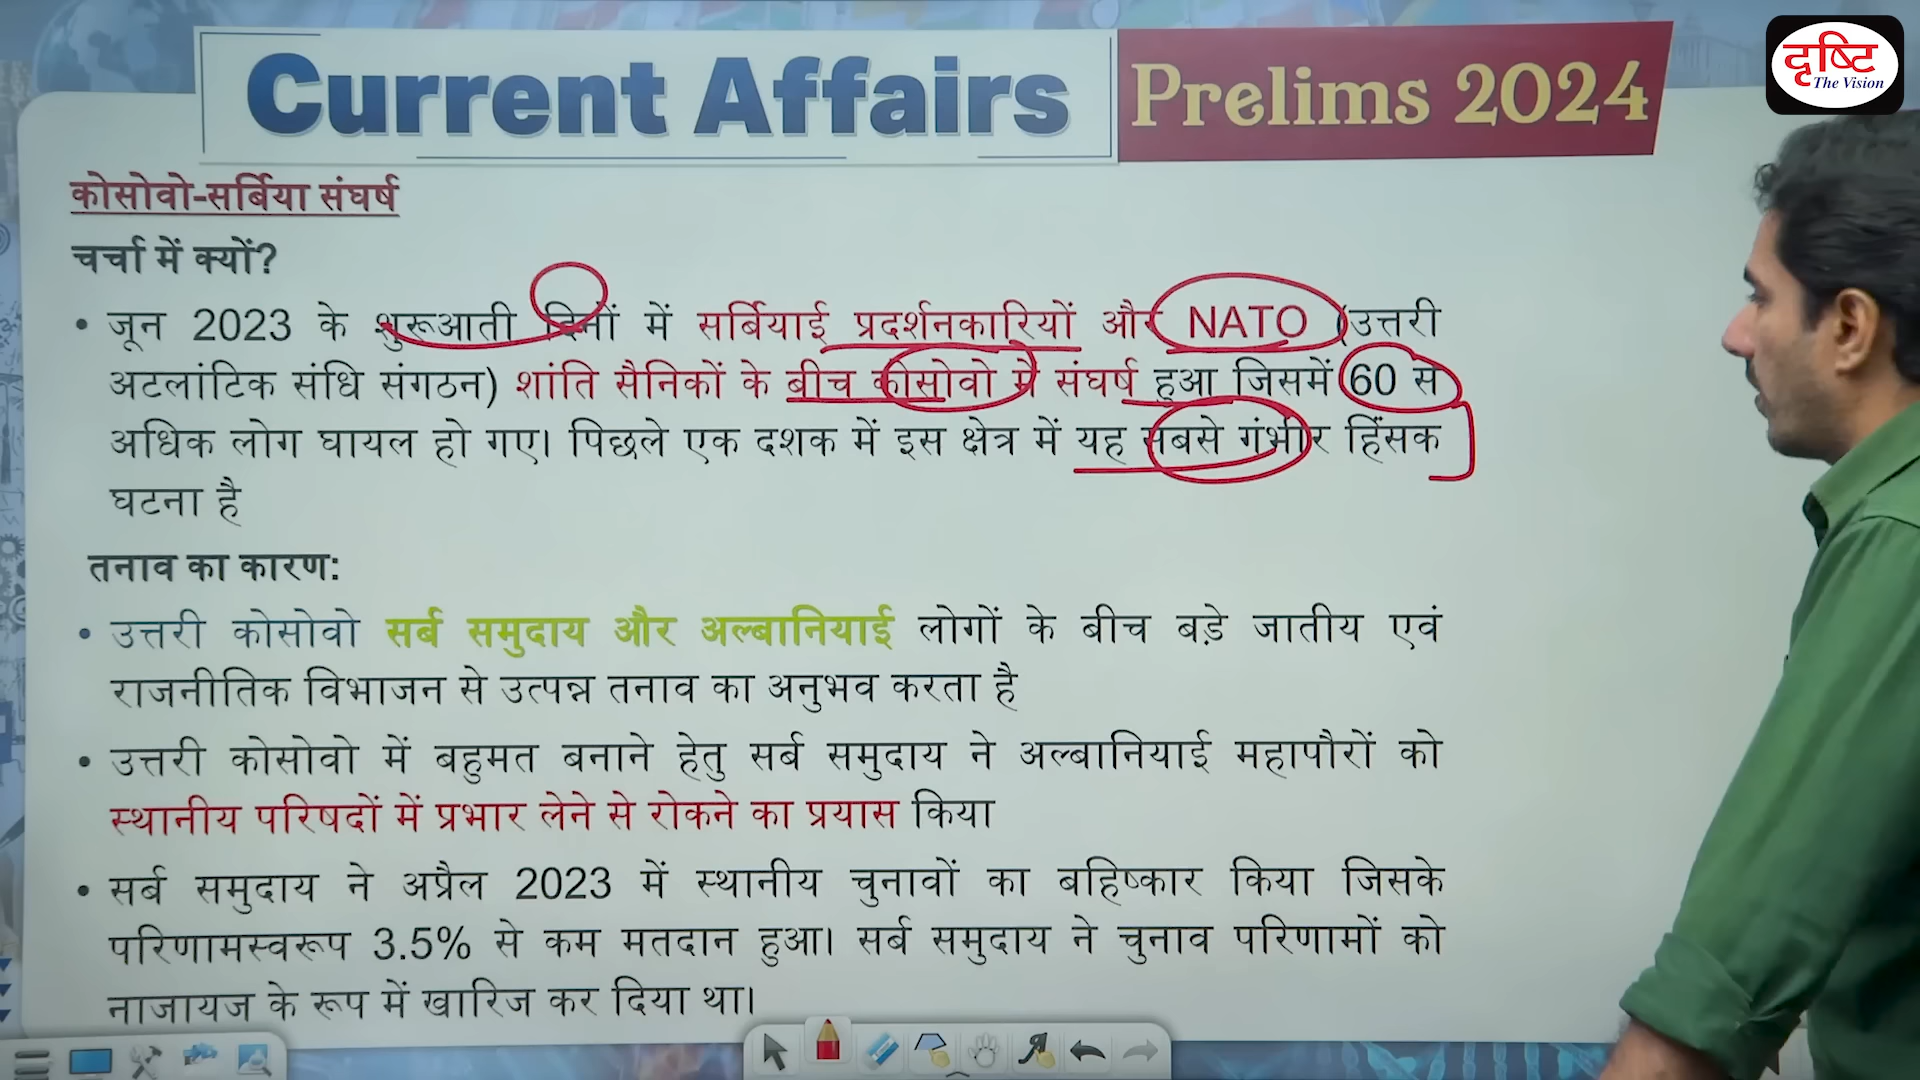 Current Affairs
Prelims 2024
दृष्टि
The Vision
कोसोवो-सर्बिया संघर्ष
चर्चा में क्यों?
• जून 2023 के शुरूआती दिनों में सर्बियाई प्रदर्शनकारियों और NATO (उत्तरी
अटलांटिक संधि संगठन) शांति सैनिकों के बीच कोसोवो में संघर्ष हुआ जिसमें 60 से
अधिक लोग घायल हो गए। पिछले एक दशक में इस क्षेत्र में यह सबसे गंभीर हिंसक
घटना है
तनाव का कारण:
• उत्तरी कोसोवो सर्ब समुदाय और अल्बानियाई लोगों के बीच बड़े जातीय एवं
राजनीतिक विभाजन से उत्पन्न तनाव का अनुभव करता है
• उत्तरी कोसोवो में बहुमत बनाने हेतु सर्ब समुदाय ने अल्बानियाई महापौरों को
स्थानीय परिषदों में प्रभार लेने से रोकने का प्रयास किया
• सर्ब समुदाय ने अप्रैल 2023 में स्थानीय चुनावों का बहिष्कार किया जिसके
परिणामस्वरूप 3.5% से कम मतदान हुआ। सर्ब समुदाय ने चुनाव परिणामों को
नाजायज के रूप में खारिज कर दिया था।